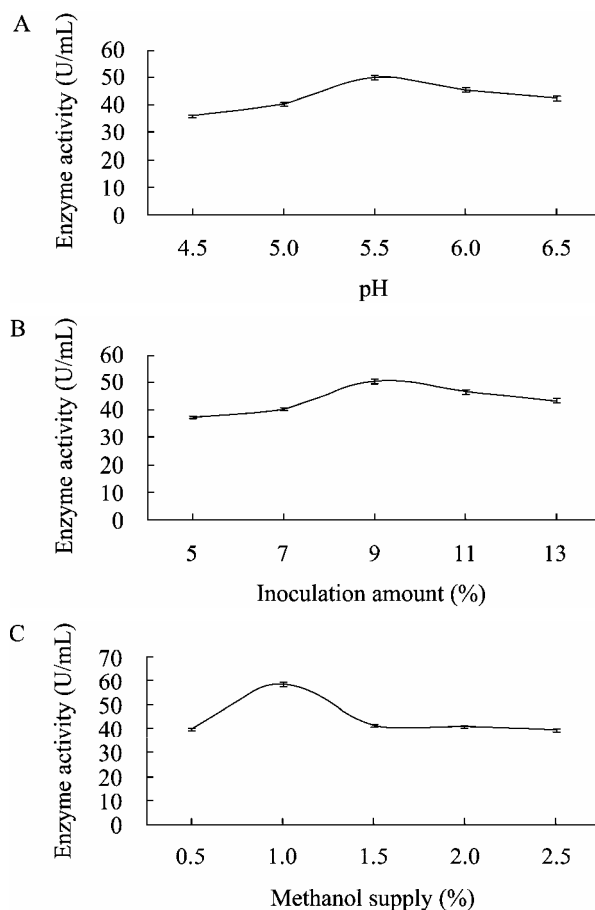 A
Enzyme activity (U/mL)
60
50
40
30
20
10
0
4.5 5.0 5.5 6.0 6.5
pH
B
Enzyme activity (U/mL)
60
50
40
30
20
10
0
5 7 9 11 13
Inoculation amount (%)
C
Enzyme activity (U/mL)
70
60
50
40
30
20
10
0
0.5 1.0 1.5 2.0 2.5
Methanol supply (%)